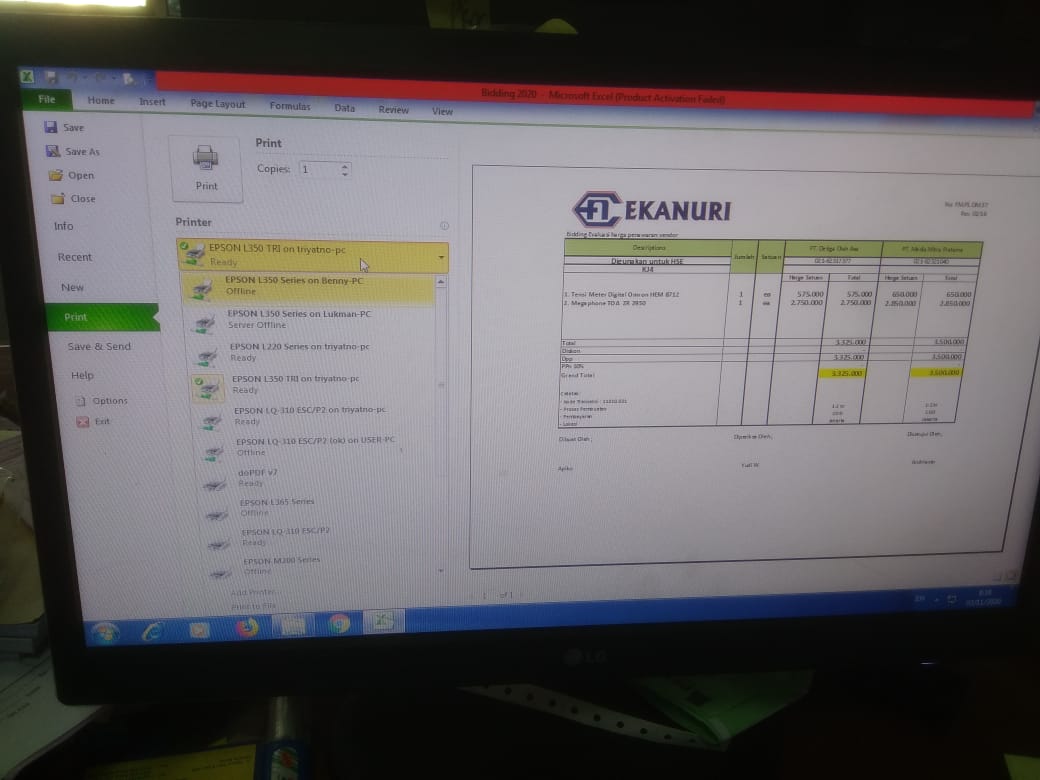 Bidding 2020 - Microsoft Excel (Product Activation Failed)
File Home Insert Page Layout Formulas Data Review View
Save
Save As
Open
Close
Info
Recent
New
Print
Save & Send
Help
Options
Exit
Print
Print
Copies: 1
Printer
EPSON L350 TRI on triyatno-pc
Ready
EPSON L350 Series on Benny-PC
Offline
EPSON L350 Series on Lukman-PC
Server Offline
EPSON L220 Series on triyatno-pc
Ready
EPSON L350 TRI on triyatno-pc
Ready
EPSON LQ-310 ESC/P2 on triyatno-pc
Ready
EPSON LQ-310 ESC/P2 (ok) on USER-PC
Offline
doPDF v7
Ready
EPSON L365 Series
Offline
EPSON LQ-310 ESC/P2
Ready
EPSON M200 Series
Offline
Add Printer...
Print to File
1 of 1
EKANURI
Bidding Evaluasi harga penawaran vendor
Descriptions Jumlah Satuan
Digunakan untuk HSE
KJ4
Harga Satuan Total Harga Satuan Total
1. Tensi Meter Digital Omron HEM 8712 1 ea 575.000 575.000 650.000 650.000
2. Megaphone TOA ZR 2930 1 ea 2.750.000 2.750.000 2.850.000 2.850.000
Total 3.325.000 3.500.000
Diskon
Dpp 3.325.000 3.500.000
PPn 10%
Grand Total 3.325.000 3.500.000
Catatan :
- Pembayaran
- Lokasi
Dibuat Oleh ; Diperiksa Oleh ; Disetujui Oleh ;
Yudi W.
EN
LG